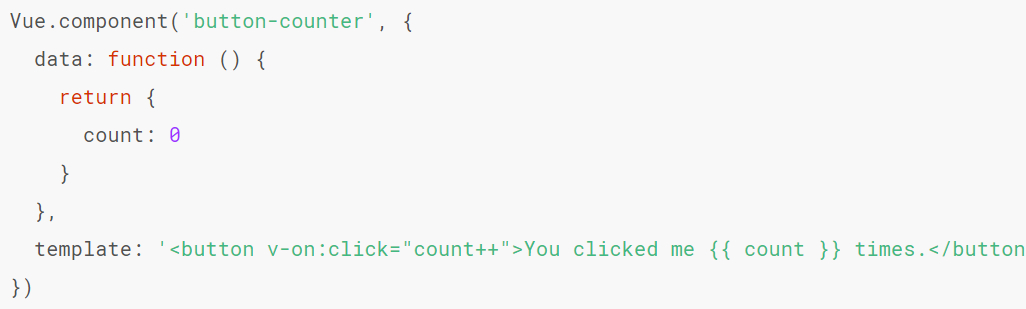 Vue.component('button-counter', {
  data: function () {
    return {
      count: 0
    }
  },
  template: '<button v-on:click="count++">You clicked me {{ count }} times.</button
})